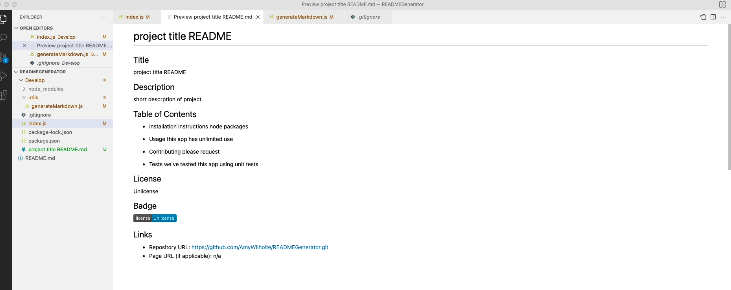 Preview project title README.md — READMEGenerator
EXPLORER
OPEN EDITORS
index.js Develop M
Preview project title README...
generateMarkdown.js D... M
.gitignore Develop
READMEGENERATOR
Develop
node_modules
utils
generateMarkdown.js M
.gitignore
index.js M
package-lock.json
package.json
project title README.md U
README.md
index.js M
Preview project title README.md
generateMarkdown.js M
.gitignore
project title README
Title
project title README
Description
short descrption of project
Table of Contents
Installation Instructions node packages
Usage this app has unlimited use
Contributing please request
Tests we've tested this app using unit tests
License
Unlicense
Badge
license Unlicense
Links
Repository URL: https://github.com/AmyWilhoite/READMEGenerator.git
Page URL (if applicable): n/a